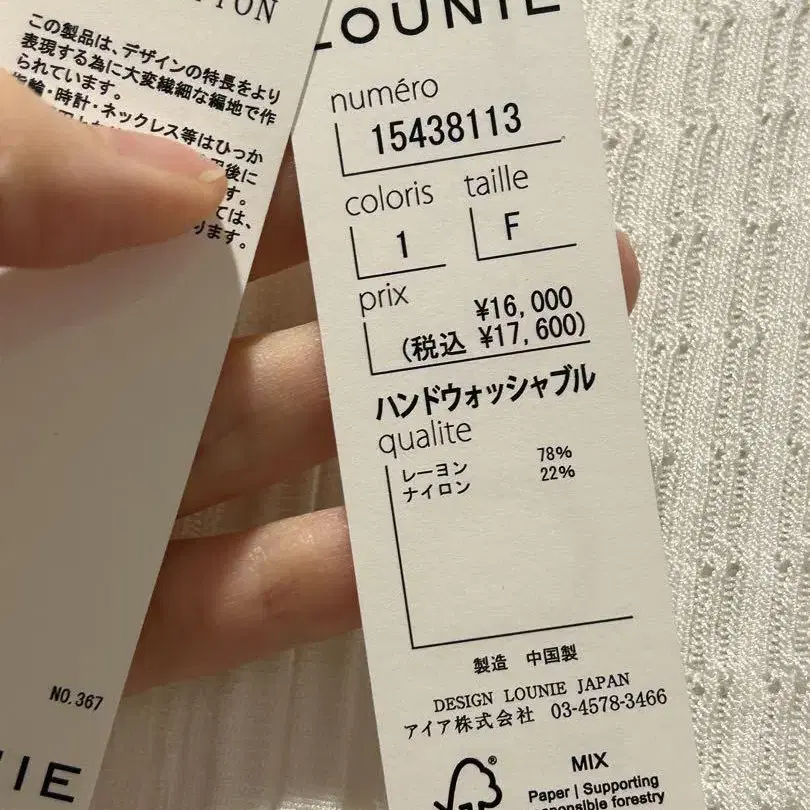 この製品は、デザインの特長をより
表現する為に大変繊細な編地で作
られています。
・時計・ネックレス等はひっか
後に
す。
ては、
ります。
NO.367
LOUNIE
numéro
15438113
coloris
1
taille
F
prix
¥16,000
(税込 ¥17,600)
ハンドウォッシャブル
qualite
レーヨン 78%
ナイロン 22%
製造 中国製
DESIGN LOUNIE JAPAN
アイア株式会社 03-4578-3466
MIX
Paper | Supporting
responsible forestry